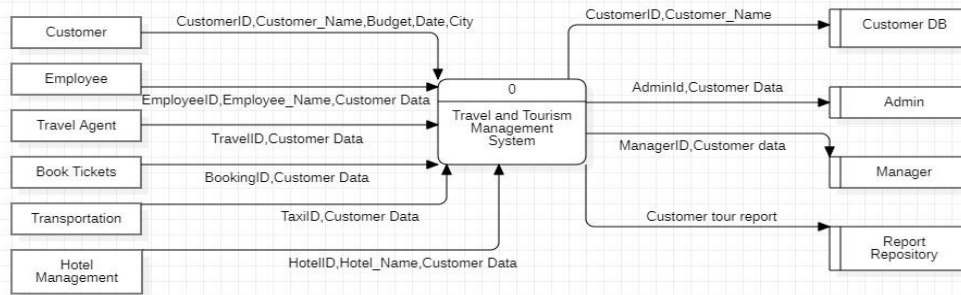 CustomerID,Customer_Name,Budget,Date,City
CustomerID,Customer_Name
Customer
Customer DB
Employee
0
AdminId,Customer Data
EmployeeID,Employee_Name,Customer Data
Admin
Travel Agent
Travel and Tourism
Management
System
TravelID,Customer Data
ManagerID,Customer data
Book Tickets
BookingID,Customer Data
Manager
Transportation
TaxiID,Customer Data
Customer tour report
Hotel
Management
HotelID,Hotel_Name,Customer Data
Report
Repository